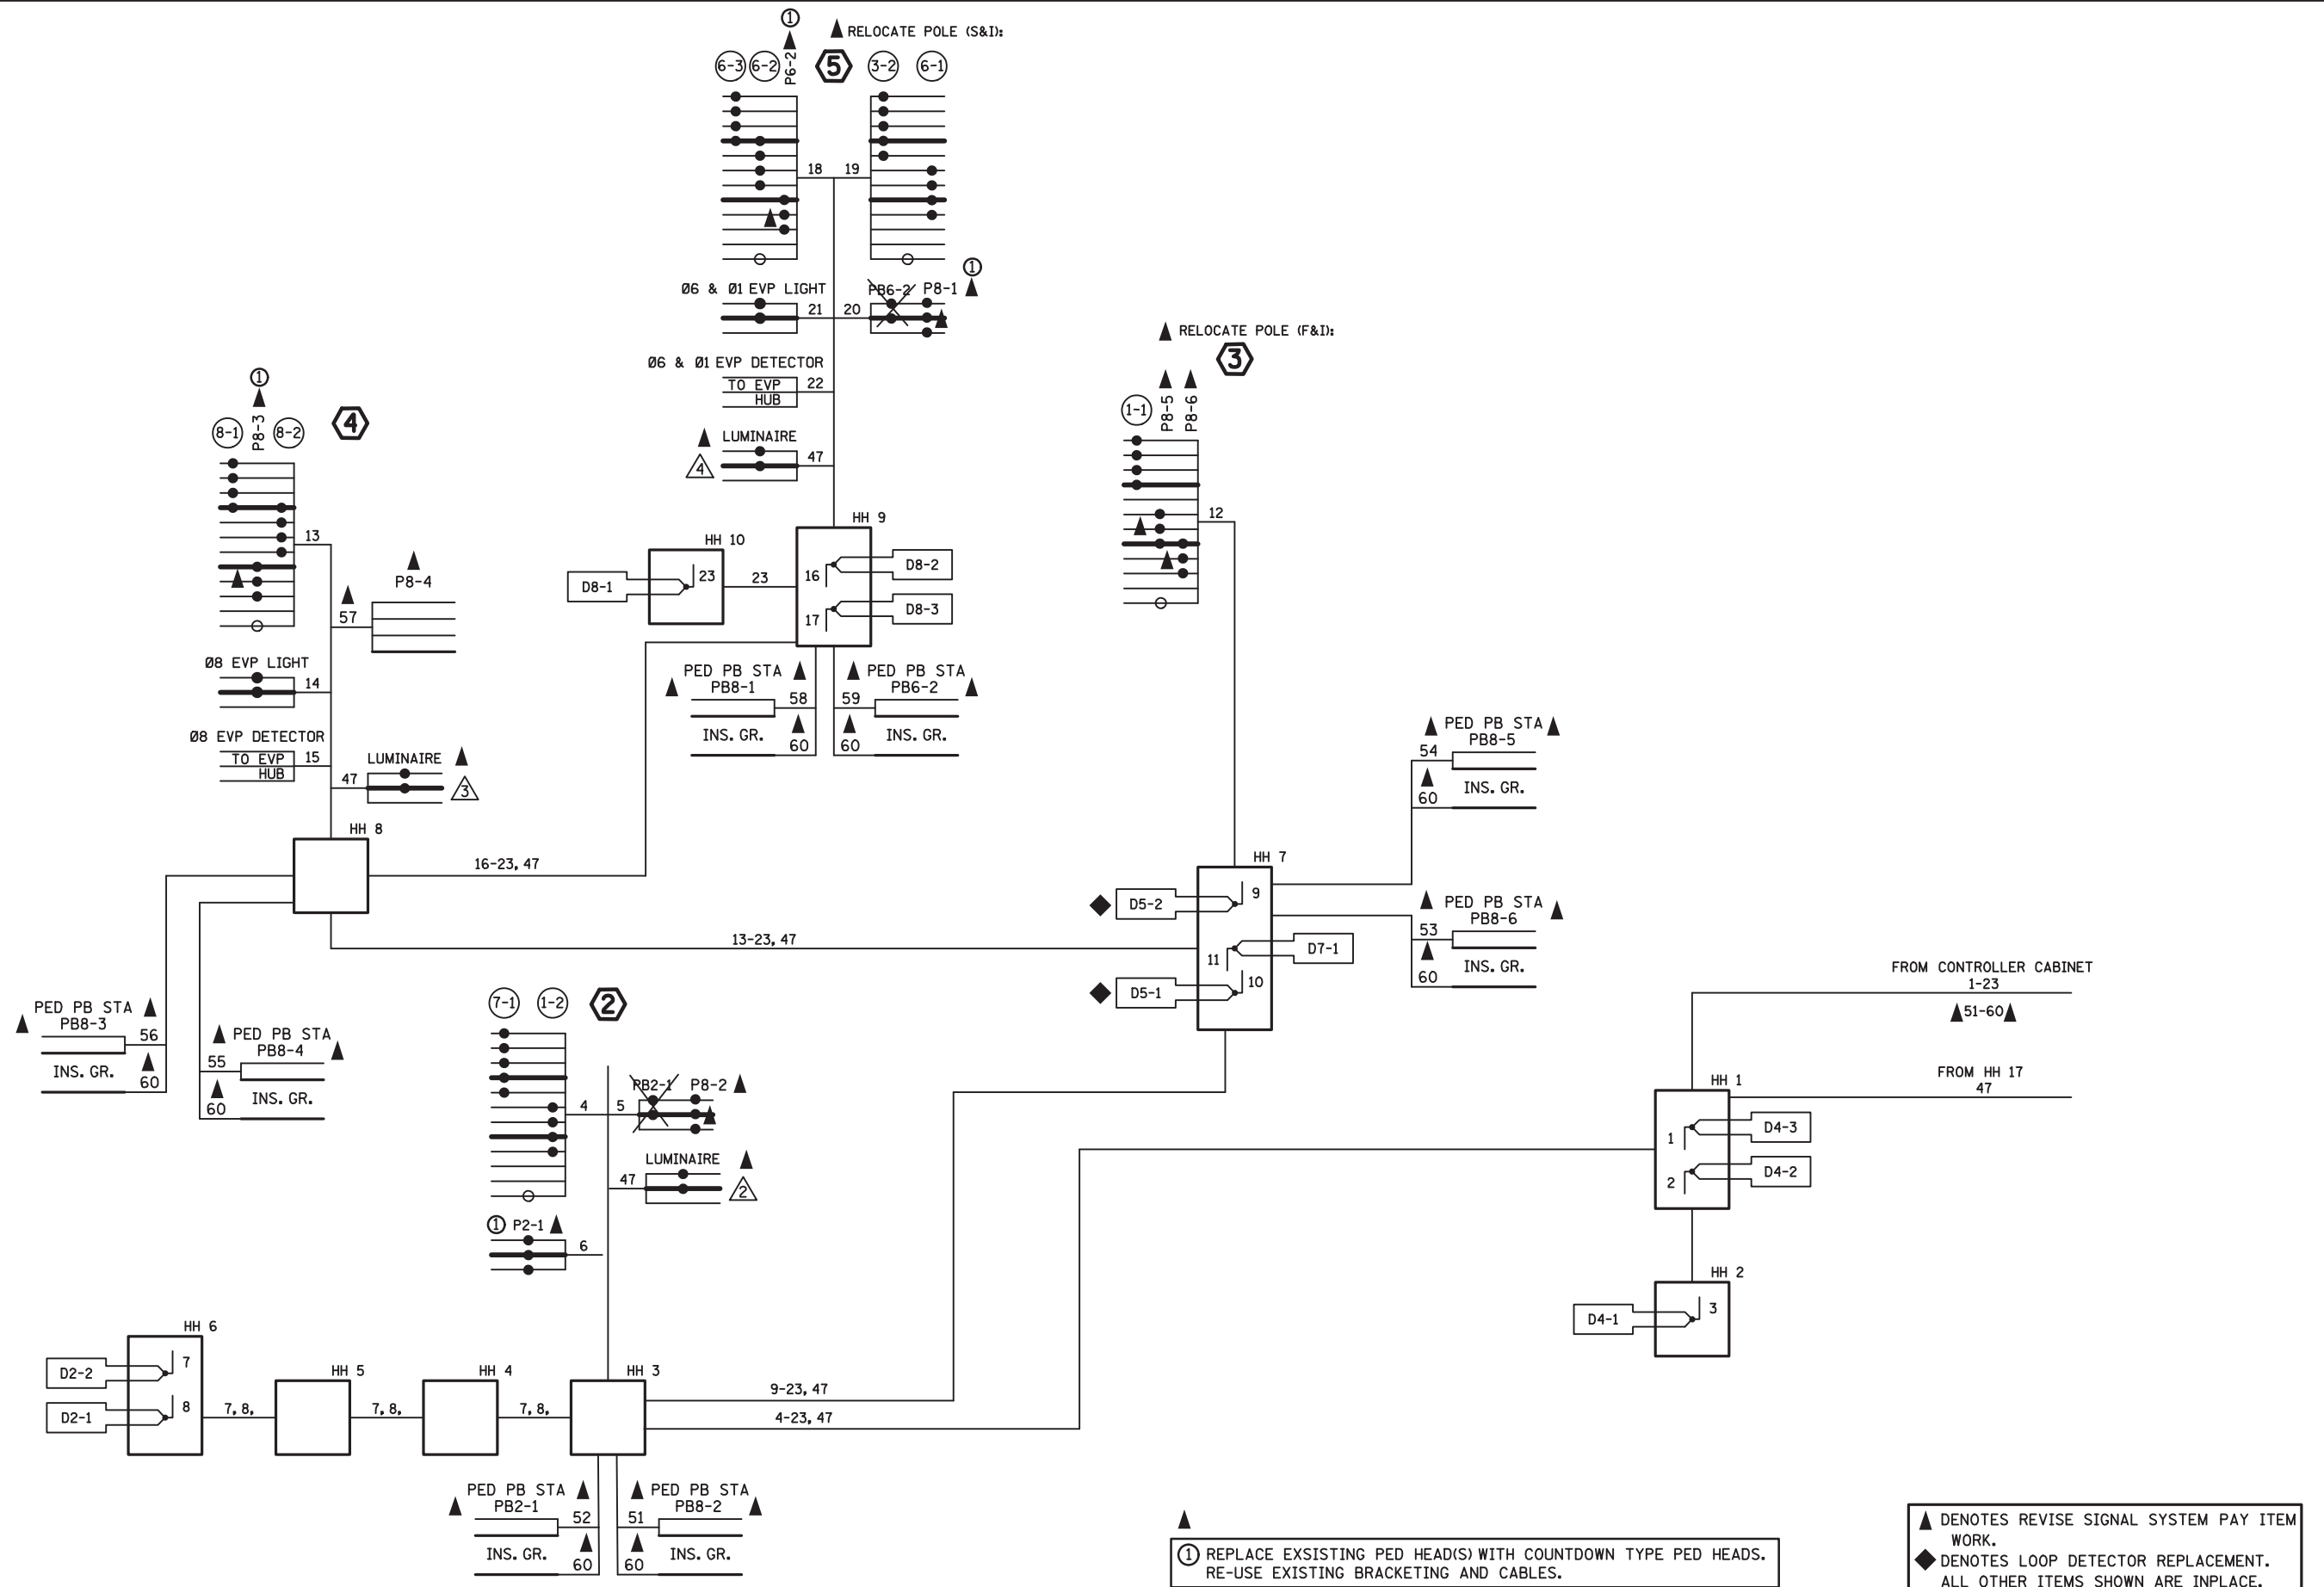 ①
RELOCATE POLE (S&I):
6-3 6-2 P6-2 5 3-2 6-1
18 19
①
Ø6 & Ø1 EVP LIGHT PB6-2 P8-1
21 20
RELOCATE POLE (F&I):
3
Ø6 & Ø1 EVP DETECTOR
TO EVP 22
HUB
①
P8-3
8-1 8-2 4
1-1 P8-5 P8-6
LUMINAIRE
4 47
12
13
HH 9
HH 10
D8-1 23 23 16 D8-2
17 D8-3
P8-4
57
Ø8 EVP LIGHT
14
PED PB STA
PB8-1
58
INS. GR.
60
PED PB STA
PB6-2
59
INS. GR.
60
Ø8 EVP DETECTOR
TO EVP 15
HUB
LUMINAIRE
47 3
PED PB STA
PB8-5
54
INS. GR.
60
HH 8
16-23, 47
HH 7
D5-2 9
11 D7-1
D5-1 10
PED PB STA
PB8-6
53
INS. GR.
60
13-23, 47
FROM CONTROLLER CABINET
1-23
51-60
PED PB STA
PB8-3
56
INS. GR.
60
PED PB STA
PB8-4
55
INS. GR.
60
7-1 1-2 2
PB2-1 P8-2
4 5
FROM HH 17
47
HH 1
1 D4-3
2 D4-2
LUMINAIRE
47 2
① P2-1
6
HH 2
D4-1 3
HH 6
D2-2 7
D2-1 8
7, 8,
HH 5
7, 8,
HH 4
7, 8,
HH 3
9-23, 47
4-23, 47
PED PB STA
PB2-1
52
INS. GR.
60
PED PB STA
PB8-2
51
INS. GR.
60
① REPLACE EXSISTING PED HEAD(S) WITH COUNTDOWN TYPE PED HEADS.
RE-USE EXISTING BRACKETING AND CABLES.
DENOTES REVISE SIGNAL SYSTEM PAY ITEM
WORK.
DENOTES LOOP DETECTOR REPLACEMENT.
ALL OTHER ITEMS SHOWN ARE INPLACE.